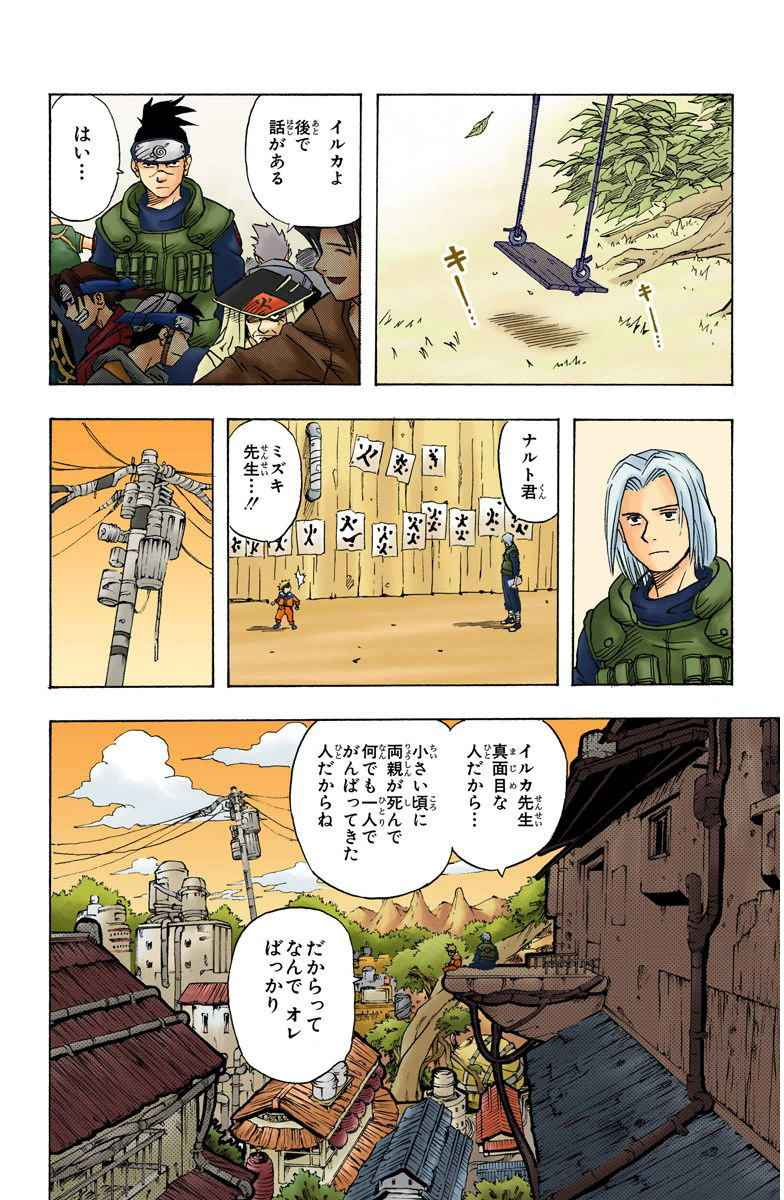 キーー…
キーー…
イルカよ
後で
話がある
はい…
ナルト君
ミズキ
先生…!!
イルカ先生
真面目な
人だから…
小さい頃に
両親が死んで
何でも一人で
がんばってきた
人だからね
だからって
なんで オレ
ばっかり